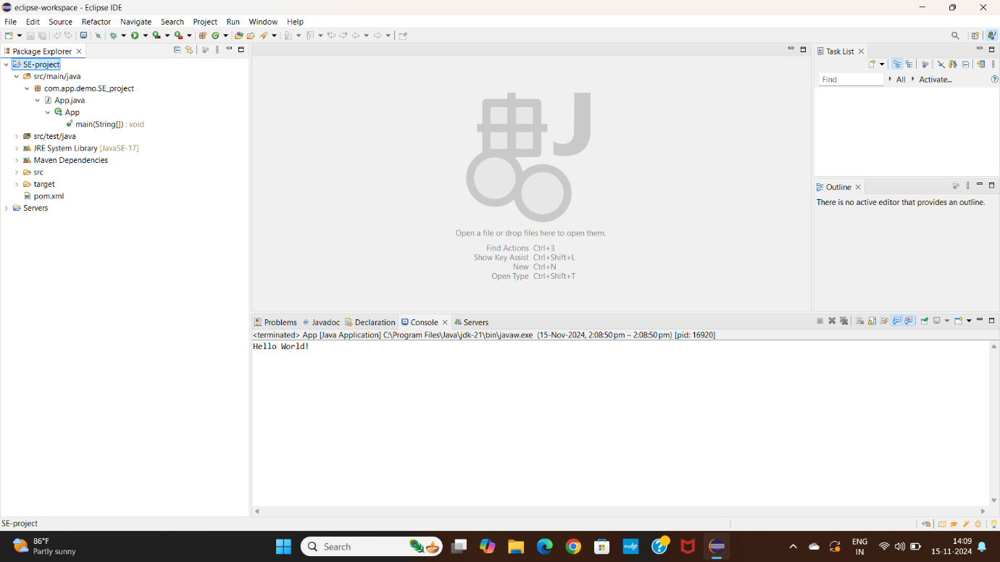 eclipse-workspace - Eclipse IDE
File Edit Source Refactor Navigate Search Project Run Window Help
Package Explorer
SE-project
src/main/java
com.app.demo.SE_project
App.java
App
main(String[]) : void
src/test/java
JRE System Library [JavaSE-17]
Maven Dependencies
src
target
pom.xml
Servers
J
Open a file or drop files here to open them.
Find Actions Ctrl+3
Show Key Assist Ctrl+Shift+L
New Ctrl+N
Open Type Ctrl+Shift+T
Task List
Find All Activate...
Outline
There is no active editor that provides an outline.
Problems Javadoc Declaration Console Servers
<terminated> App [Java Application] C:\Program Files\Java\jdk-21\bin\javaw.exe (15-Nov-2024, 2:08:50 pm – 2:08:50 pm) [pid: 16920]
Hello World!
SE-project
86°F
Partly sunny
Search
myhp
ENG
IN
14:09
15-11-2024